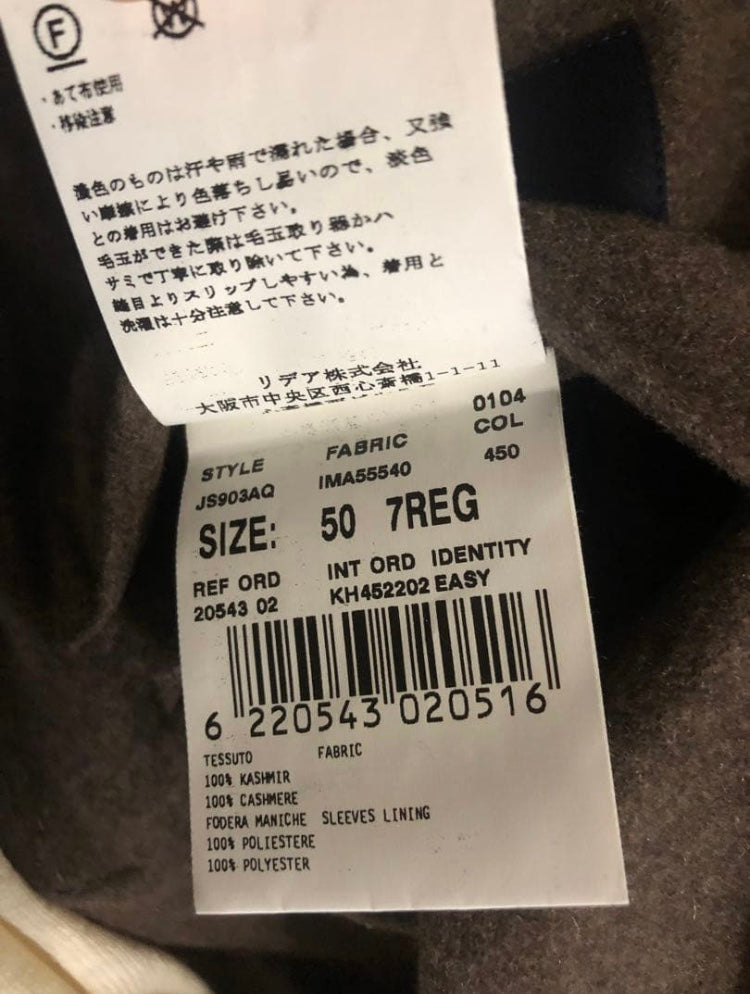 F
・あて布使用
・移染注意
濃色のものは汗や雨で濡れた場合、又強
い摩擦により色落ちし易いので、淡色
との着用はお避け下さい。
毛玉ができた際は毛玉取り器かハ
サミで丁寧に取り除いて下さい。
縫目よりスリップしやすい為、着用と
洗濯は十分注意して下さい。
リデア株式会社
大阪市中央区西心斎橋1-1-11
0104
STYLE FABRIC COL
JS903AQ IMA55540 450
SIZE: 50 7REG
REF ORD INT ORD IDENTITY
20543 02 KH452202 EASY
6 220543 020516
TESSUTO FABRIC
100% KASHMIR
100% CASHMERE
FODERA MANICHE SLEEVES LINING
100% POLIESTERE
100% POLYESTER